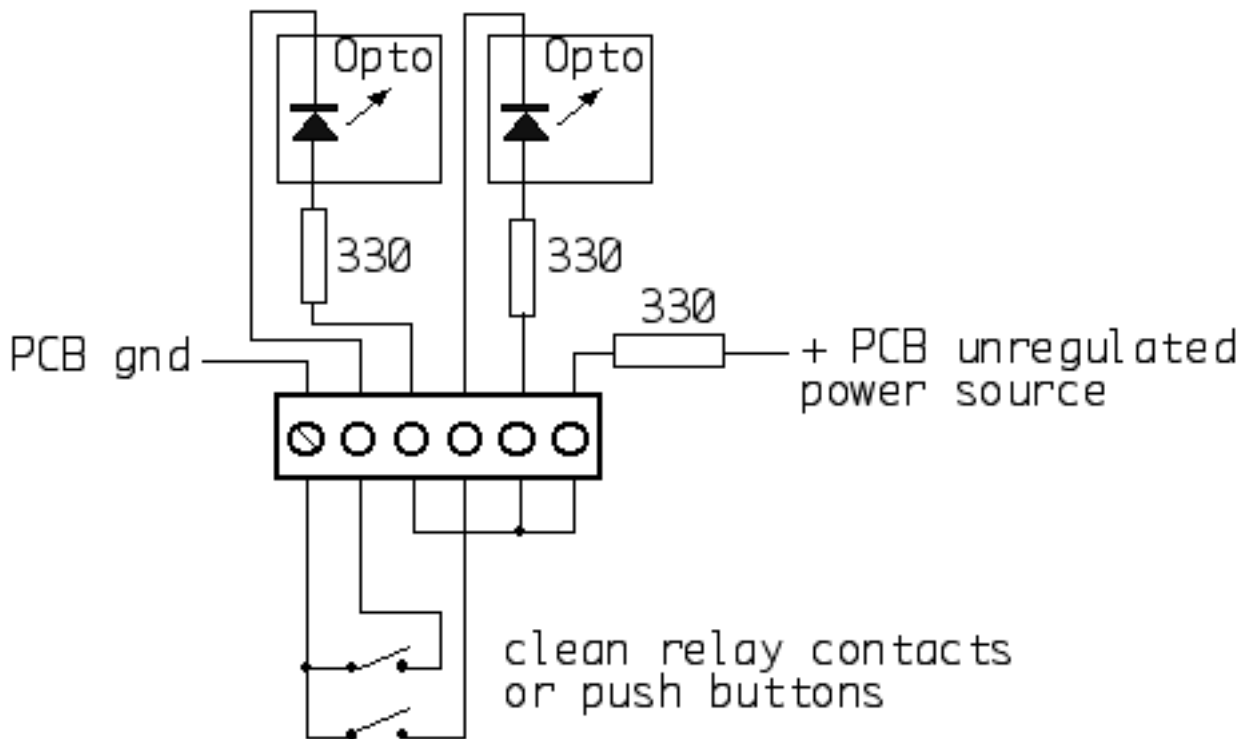 Opto
Opto
330
330
330
PCB gnd
+ PCB unregulated
power source
clean relay contacts
or push buttons